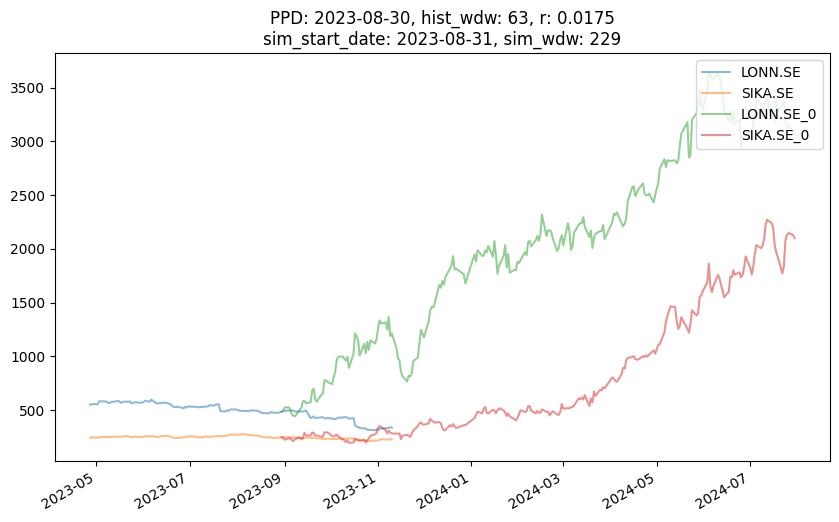 PPD: 2023-08-30, hist_wdw: 63, r: 0.0175
sim_start_date: 2023-08-31, sim_wdw: 229
LONN.SE
SIKA.SE
LONN.SE_0
SIKA.SE_0
3500
3000
2500
2000
1500
1000
500
2023-05
2023-07
2023-09
2023-11
2024-01
2024-03
2024-05
2024-07